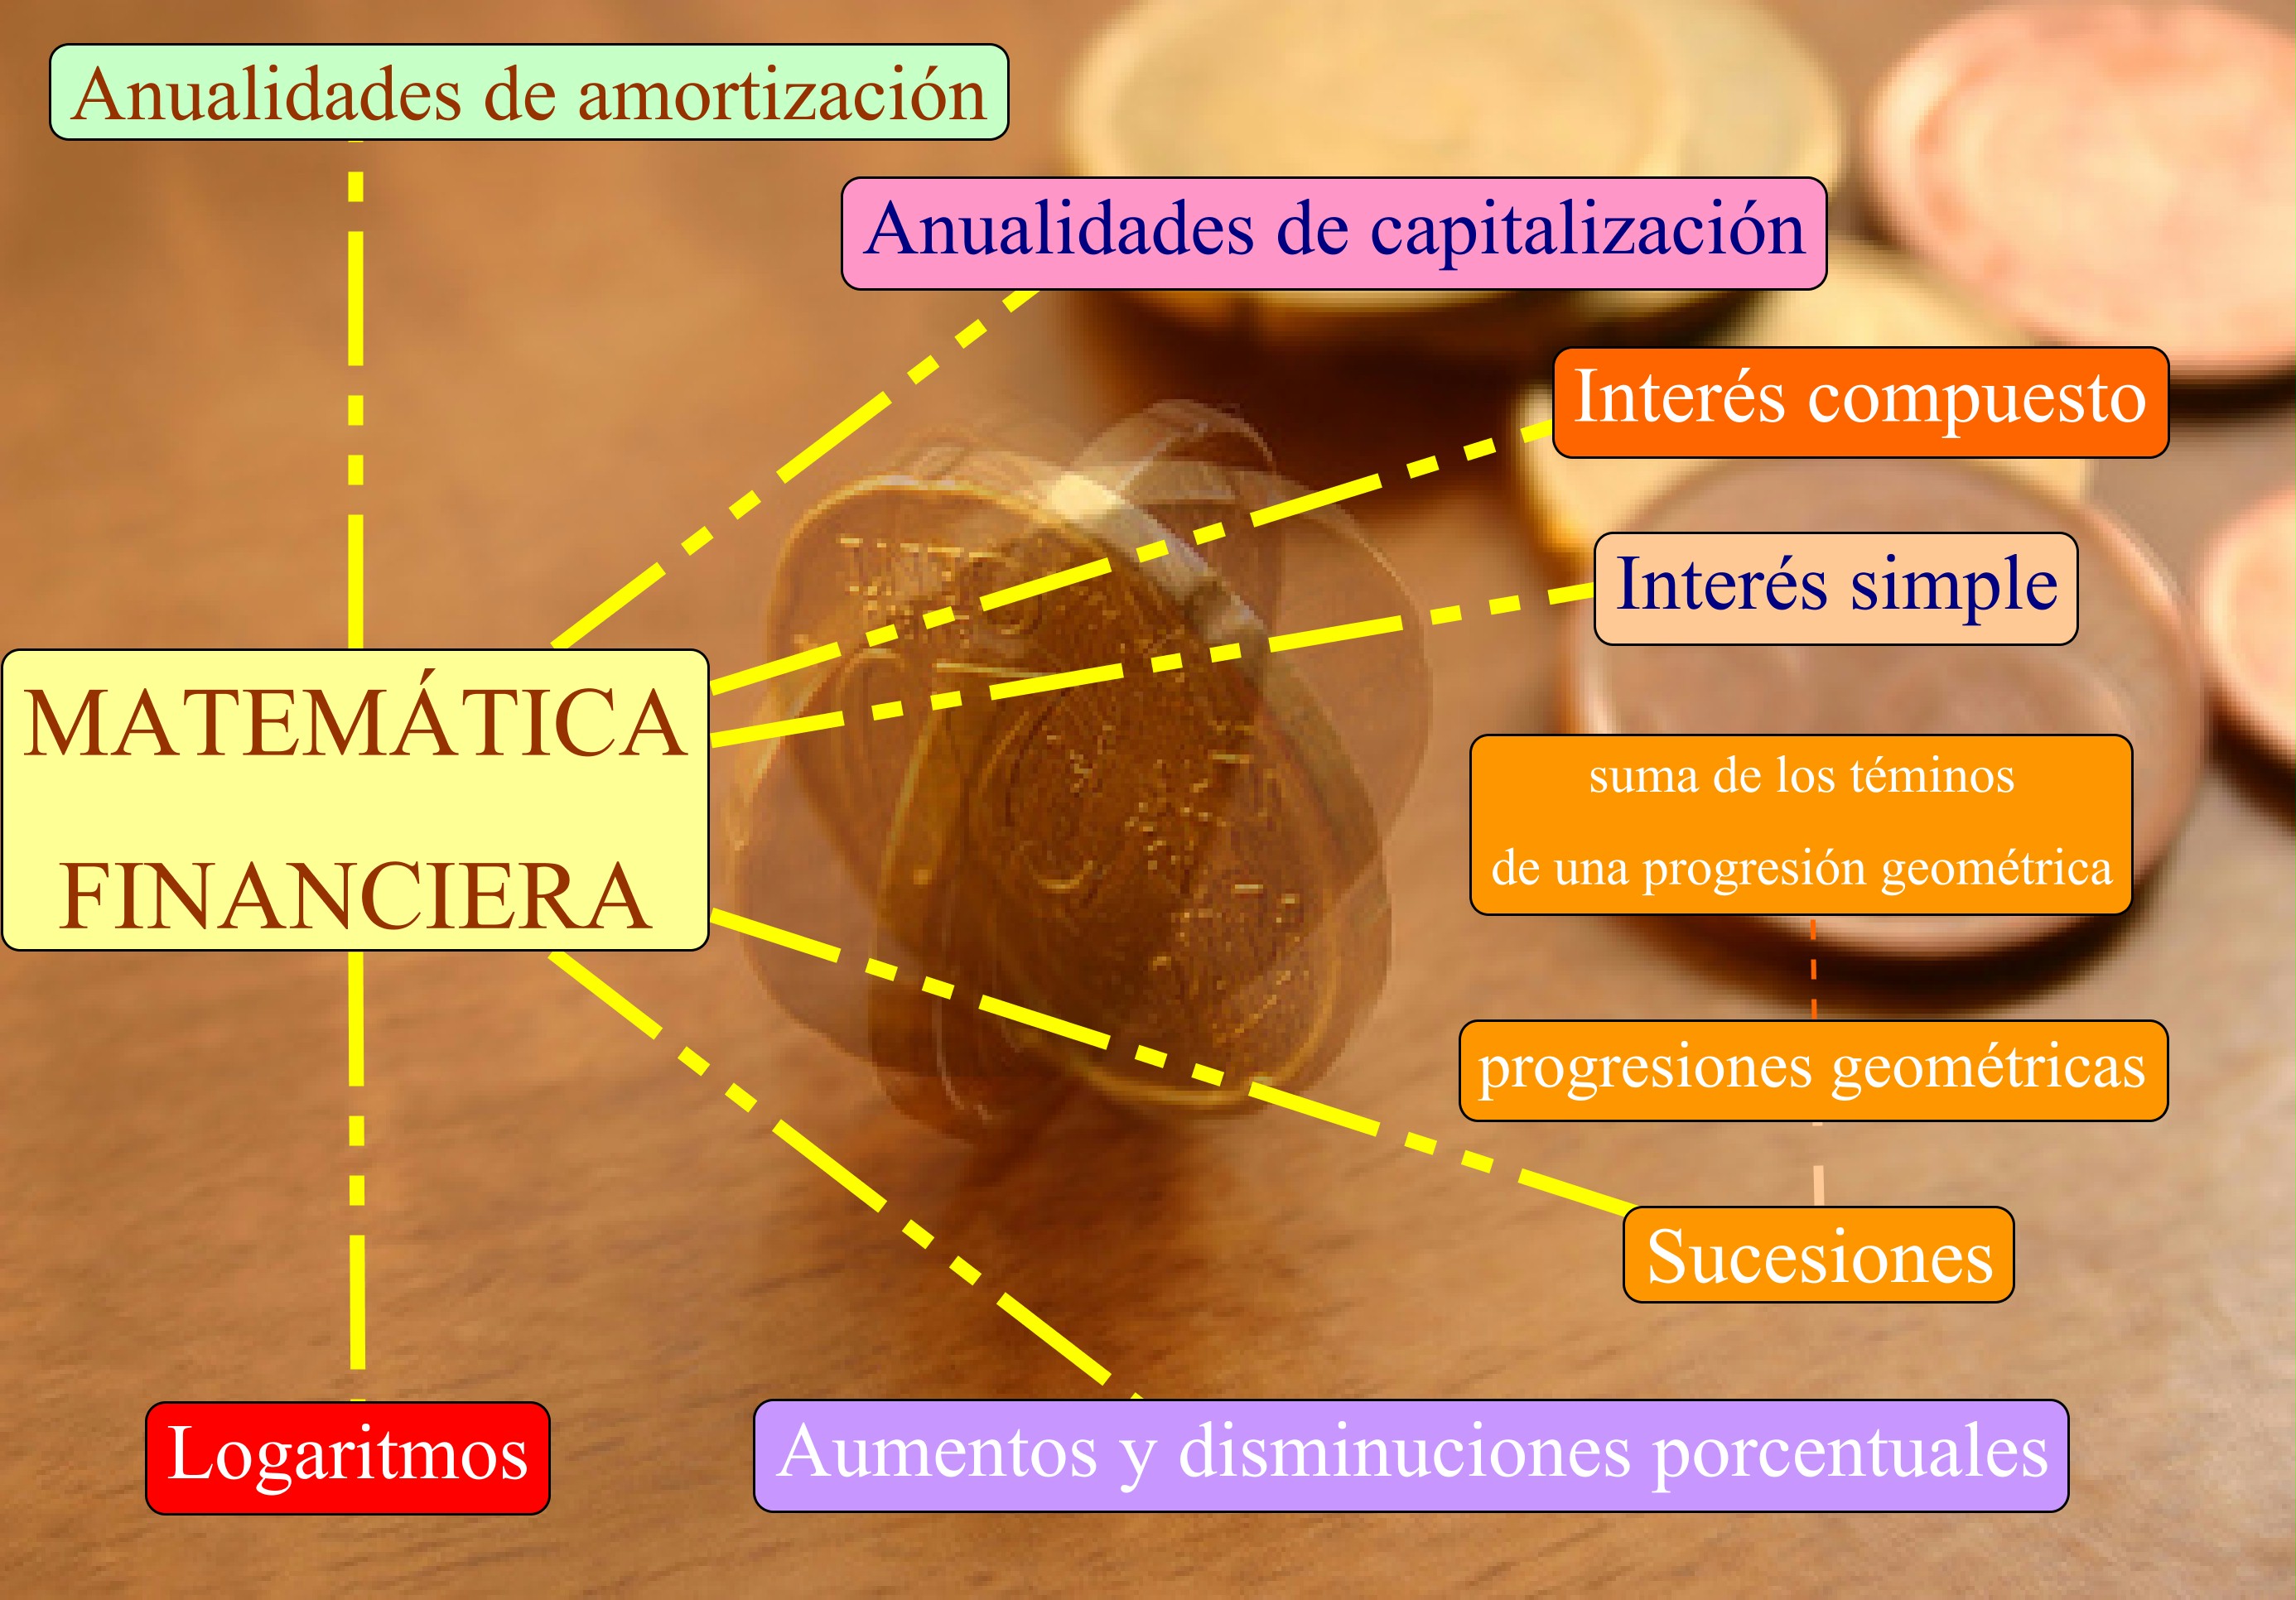 Anualidades de amortización
Anualidades de capitalización
Interés compuesto
Interés simple
MATEMÁTICA
FINANCIERA
suma de los téminos
de una progresión geométrica
progresiones geométricas
Sucesiones
Logaritmos
Aumentos y disminuciones porcentuales